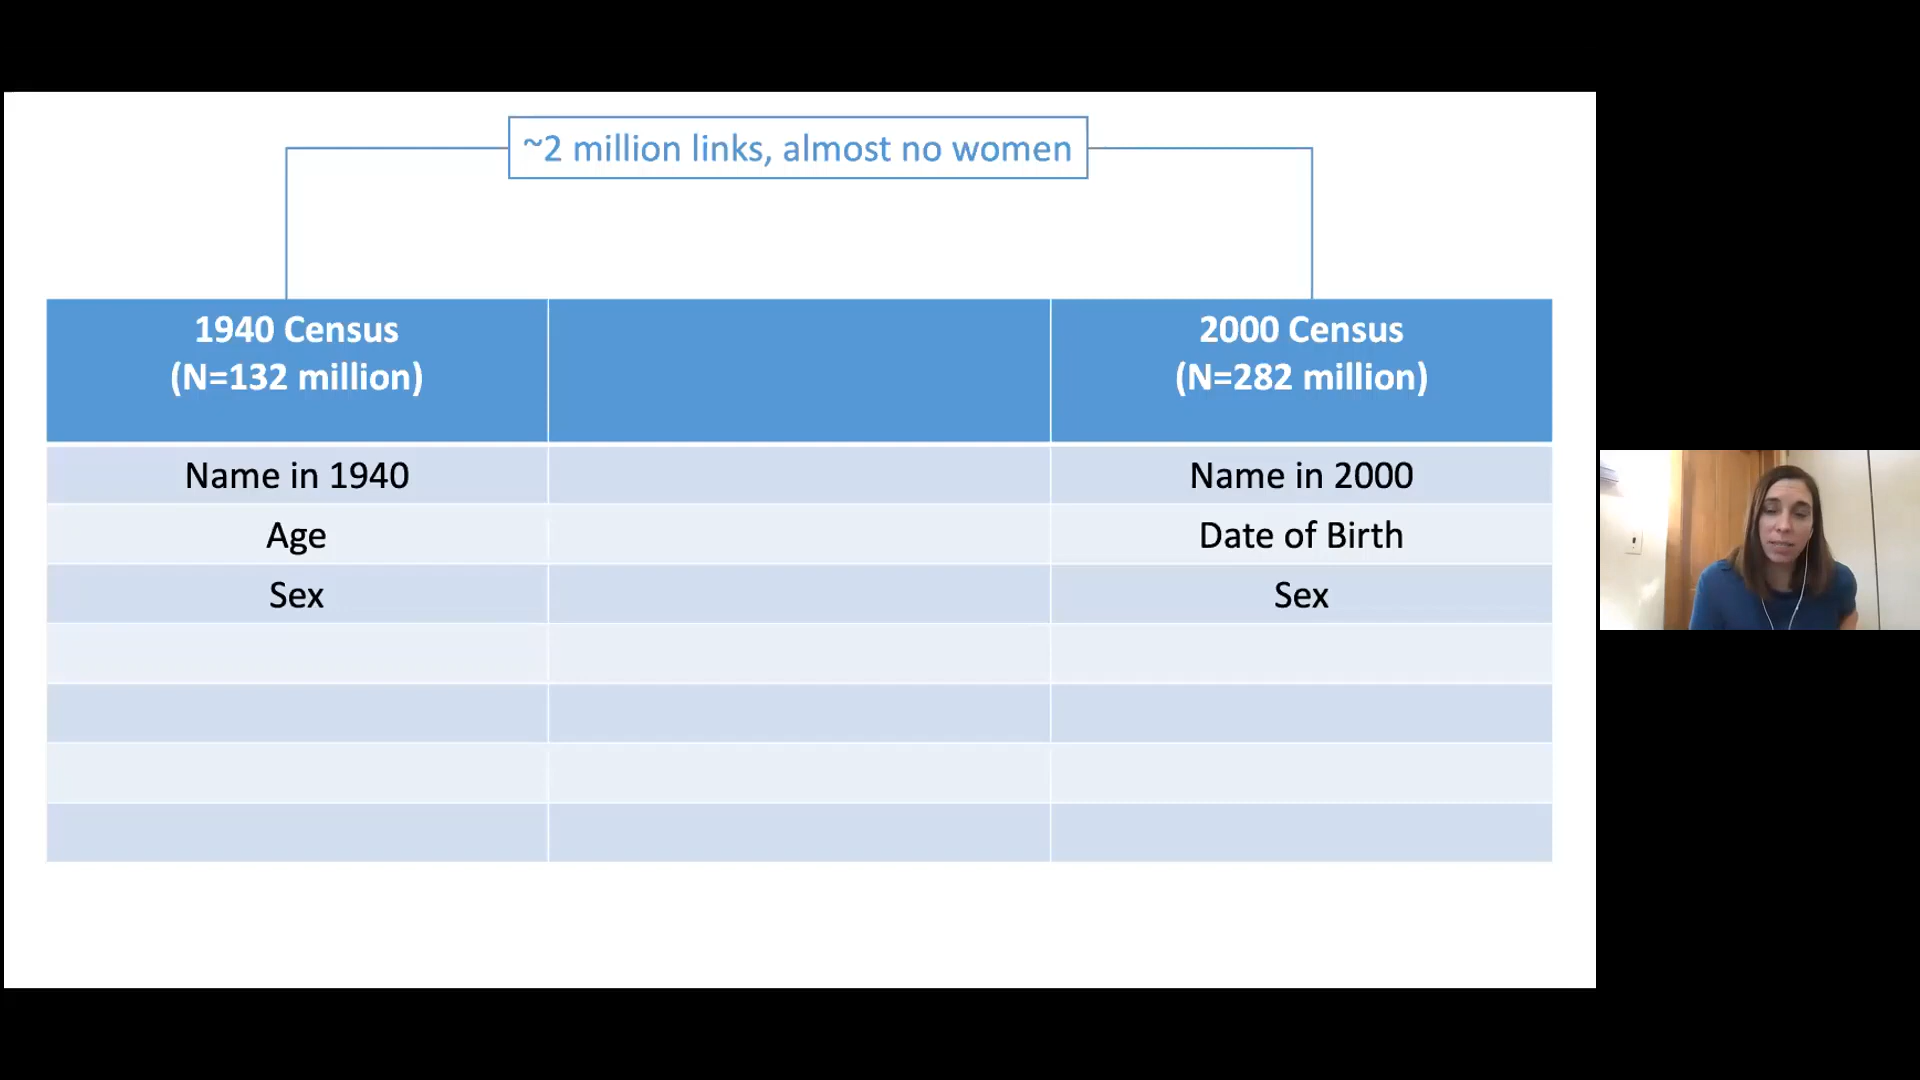 ~2 million links, almost no women
1940 Census
(N=132 million)
2000 Census
(N=282 million)
Name in 1940
Name in 2000
Age
Date of Birth
Sex
Sex